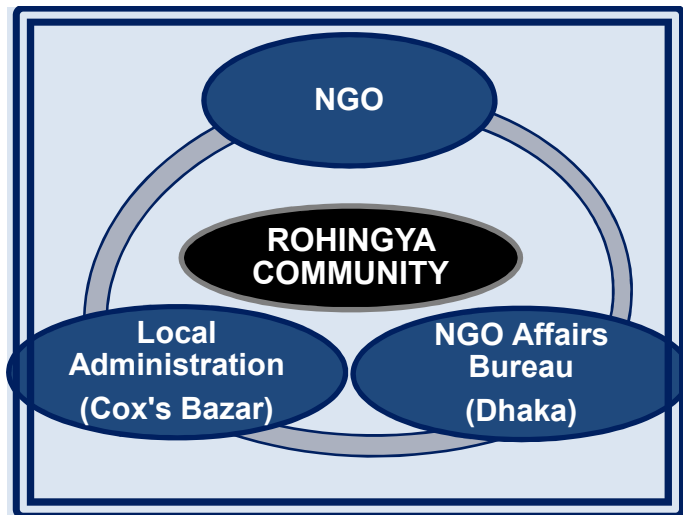 NGO
ROHINGYA
COMMUNITY
Local
Administration
(Cox's Bazar)
NGO Affairs
Bureau
(Dhaka)